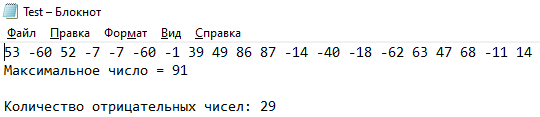 Test – Блокнот
Файл Правка Формат Вид Справка
53 -60 52 -7 -7 -60 -1 39 49 86 87 -14 -40 -18 -62 63 47 68 -11 14
Максимальное число = 91
Количество отрицательных чисел: 29